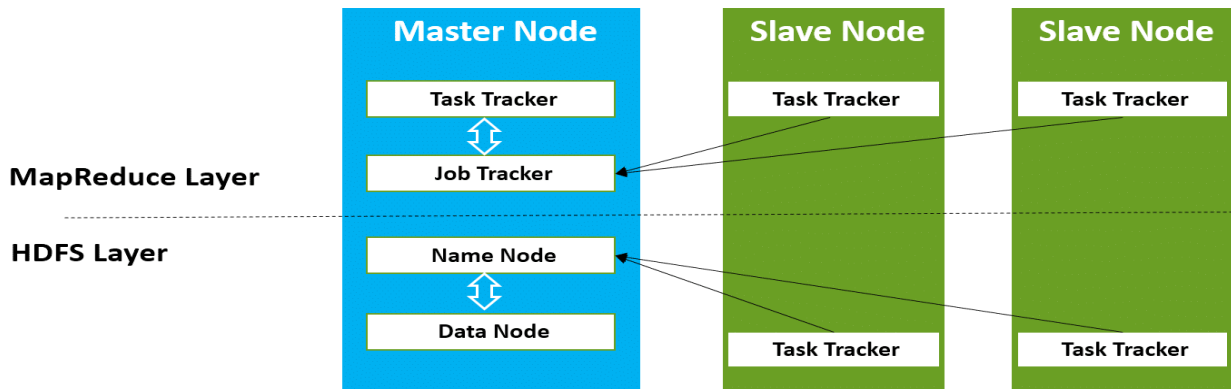 Master Node
Slave Node
Slave Node
Task Tracker
Task Tracker
Task Tracker
Job Tracker
MapReduce Layer
HDFS Layer
Name Node
Data Node
Task Tracker
Task Tracker